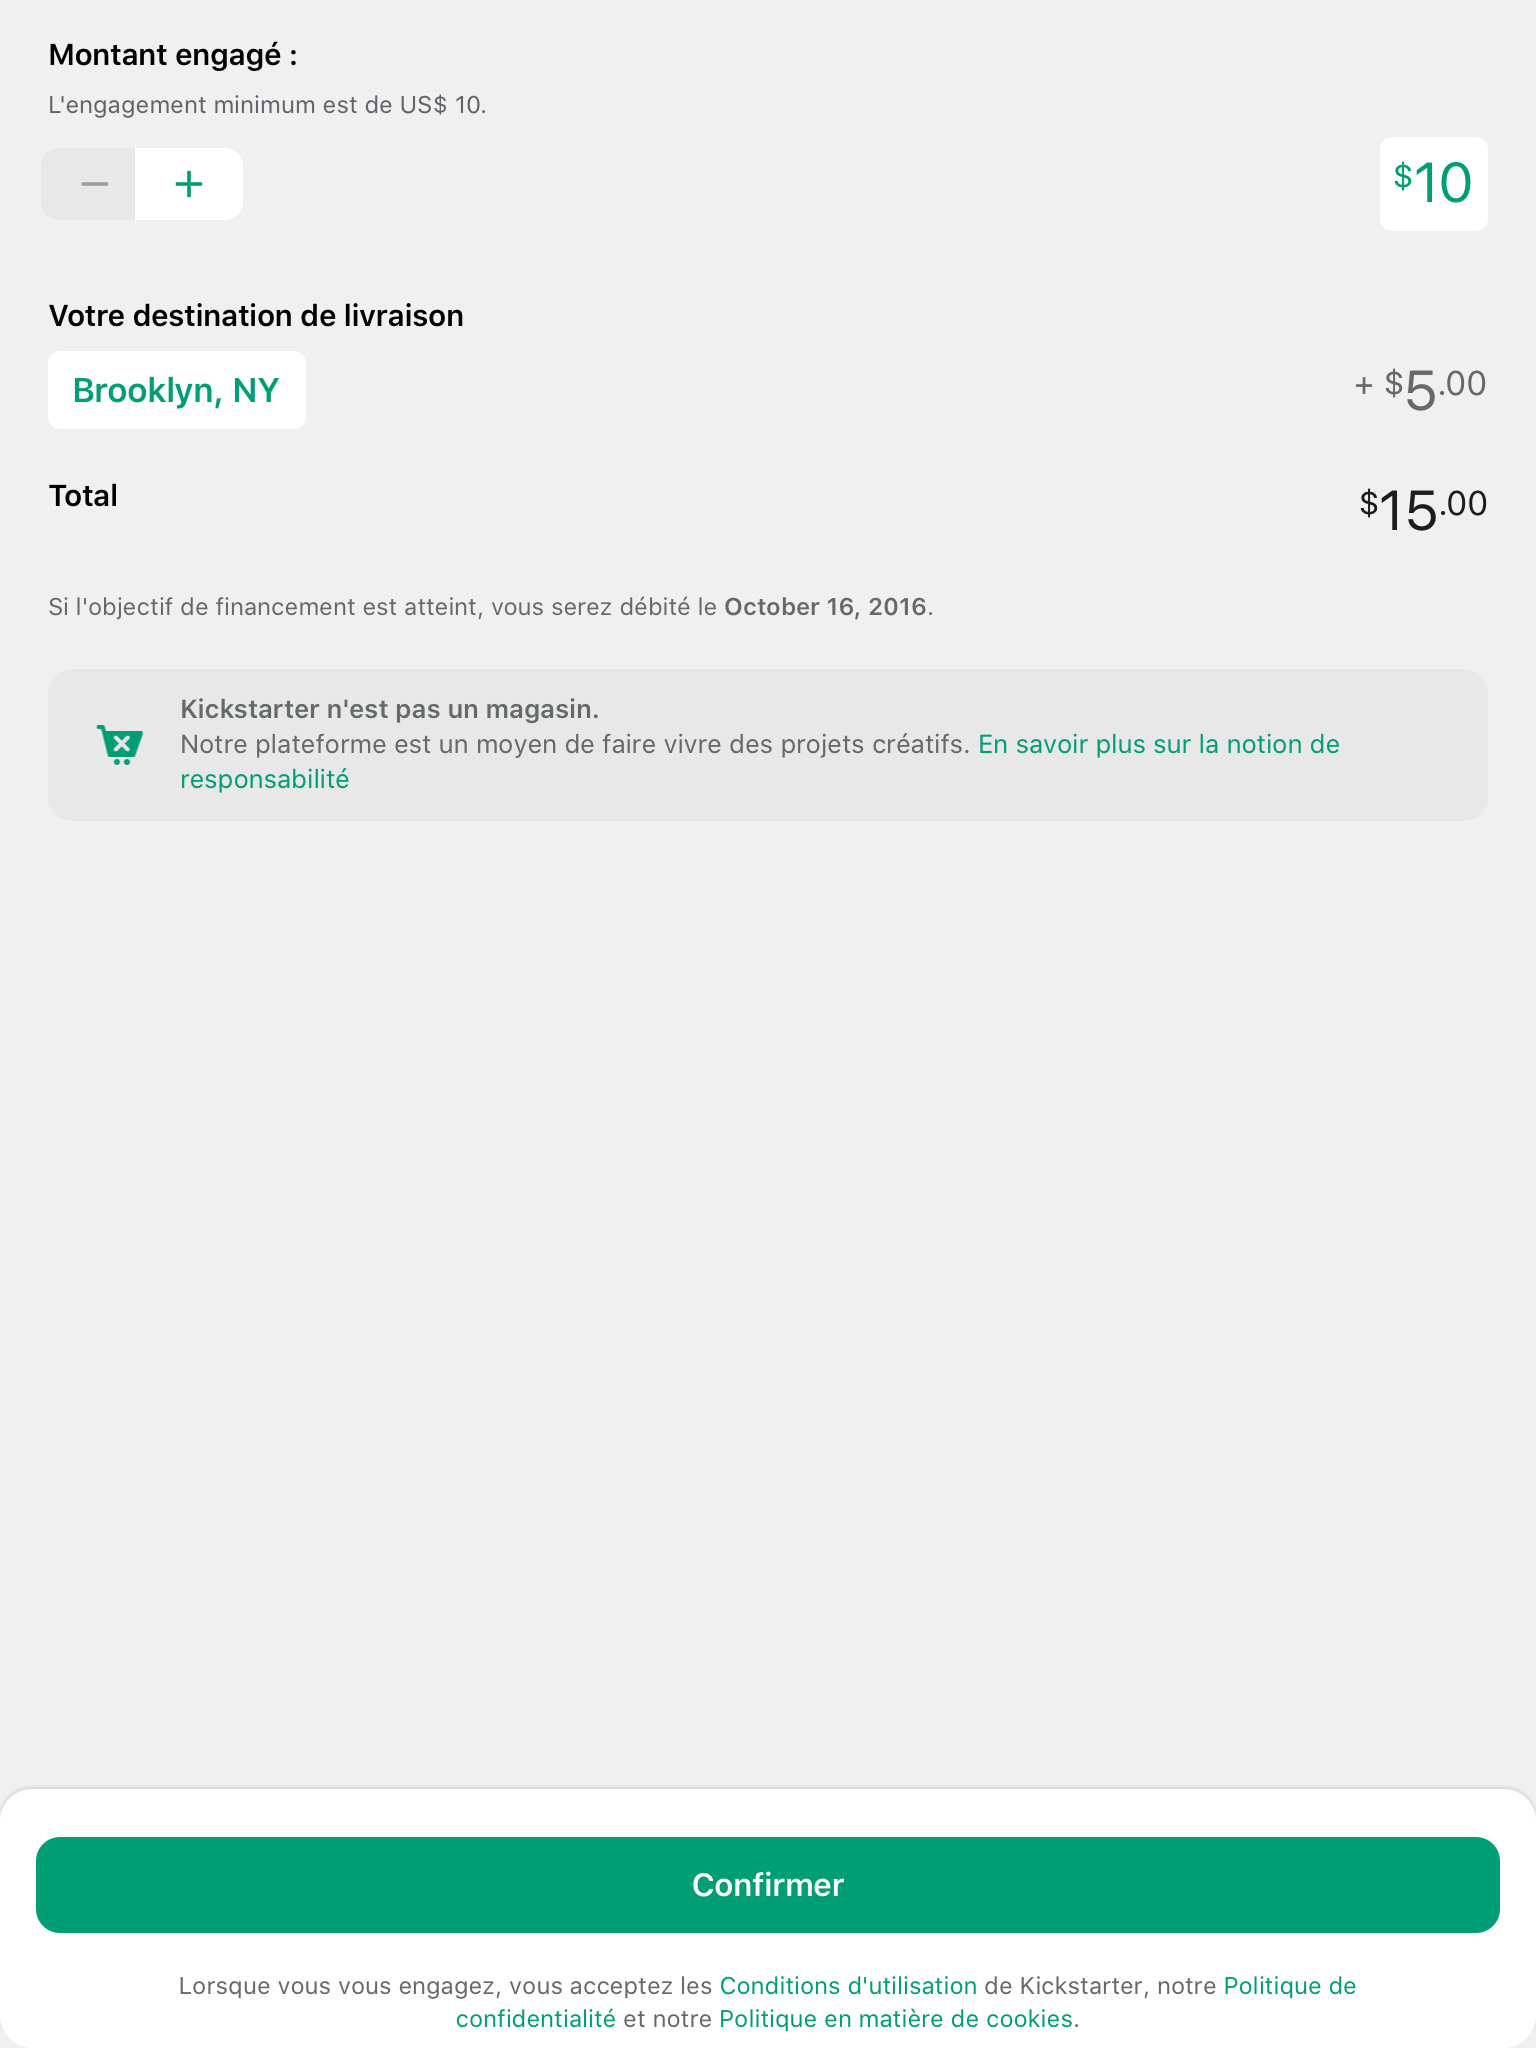 Montant engagé :
L'engagement minimum est de US$ 10.
− +
$10
Votre destination de livraison
Brooklyn, NY
+ $5.00
Total
$15.00
Si l'objectif de financement est atteint, vous serez débité le October 16, 2016.
Kickstarter n'est pas un magasin.
Notre plateforme est un moyen de faire vivre des projets créatifs. En savoir plus sur la notion de
responsabilité
Confirmer
Lorsque vous vous engagez, vous acceptez les Conditions d'utilisation de Kickstarter, notre Politique de
confidentialité et notre Politique en matière de cookies.